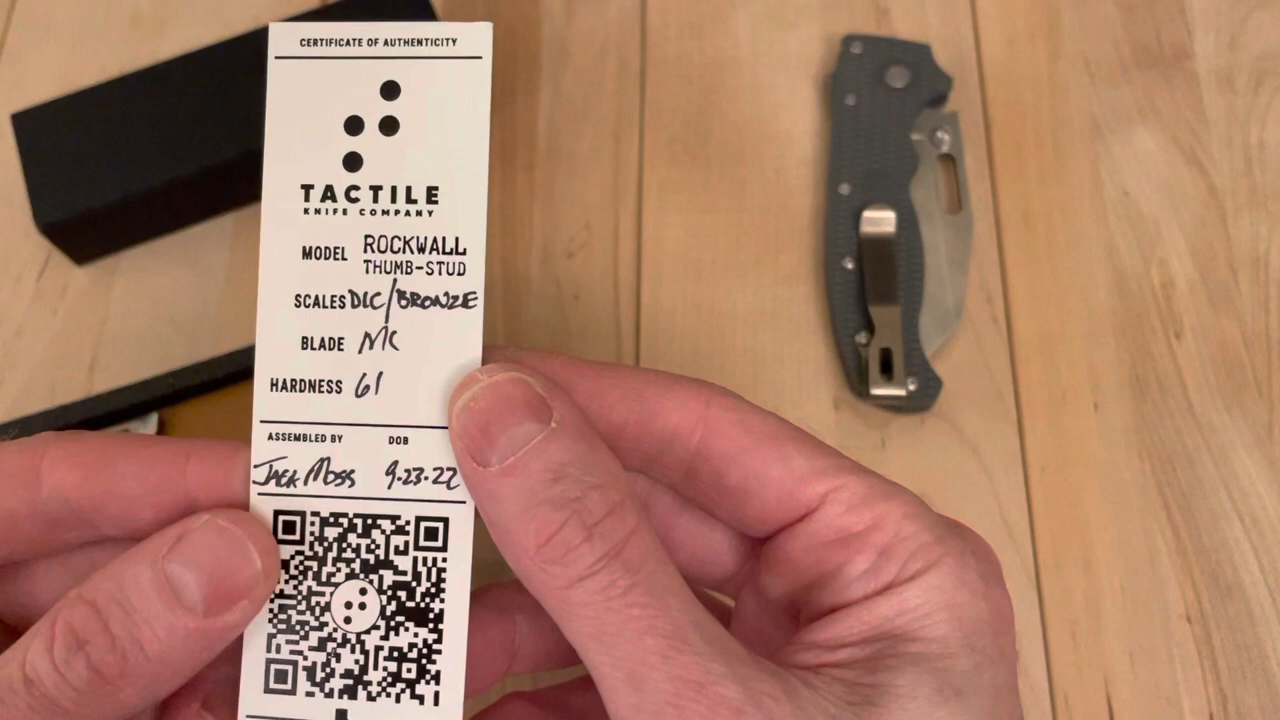 CERTIFICATE OF AUTHENTICITY
TACTILE
KNIFE COMPANY
MODEL ROCKWALL
THUMB-STUD
SCALES DLC/BRONZE
BLADE MC
HARDNESS 61
ASSEMBLED BY DOB
JACK MOSS 9.23.22